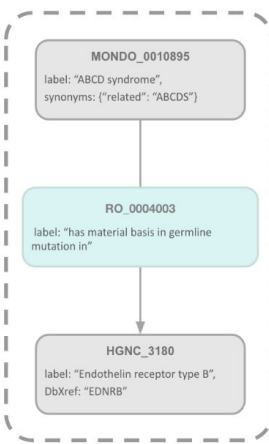 MONDO_0010895
label: “ABCD syndrome”,
synonyms: {“related”: “ABCDS”}
RO_0004003
label: “has material basis in germline
mutation in”
HGNC_3180
label: “Endothelin receptor type B”,
DbXref: “EDNRB”